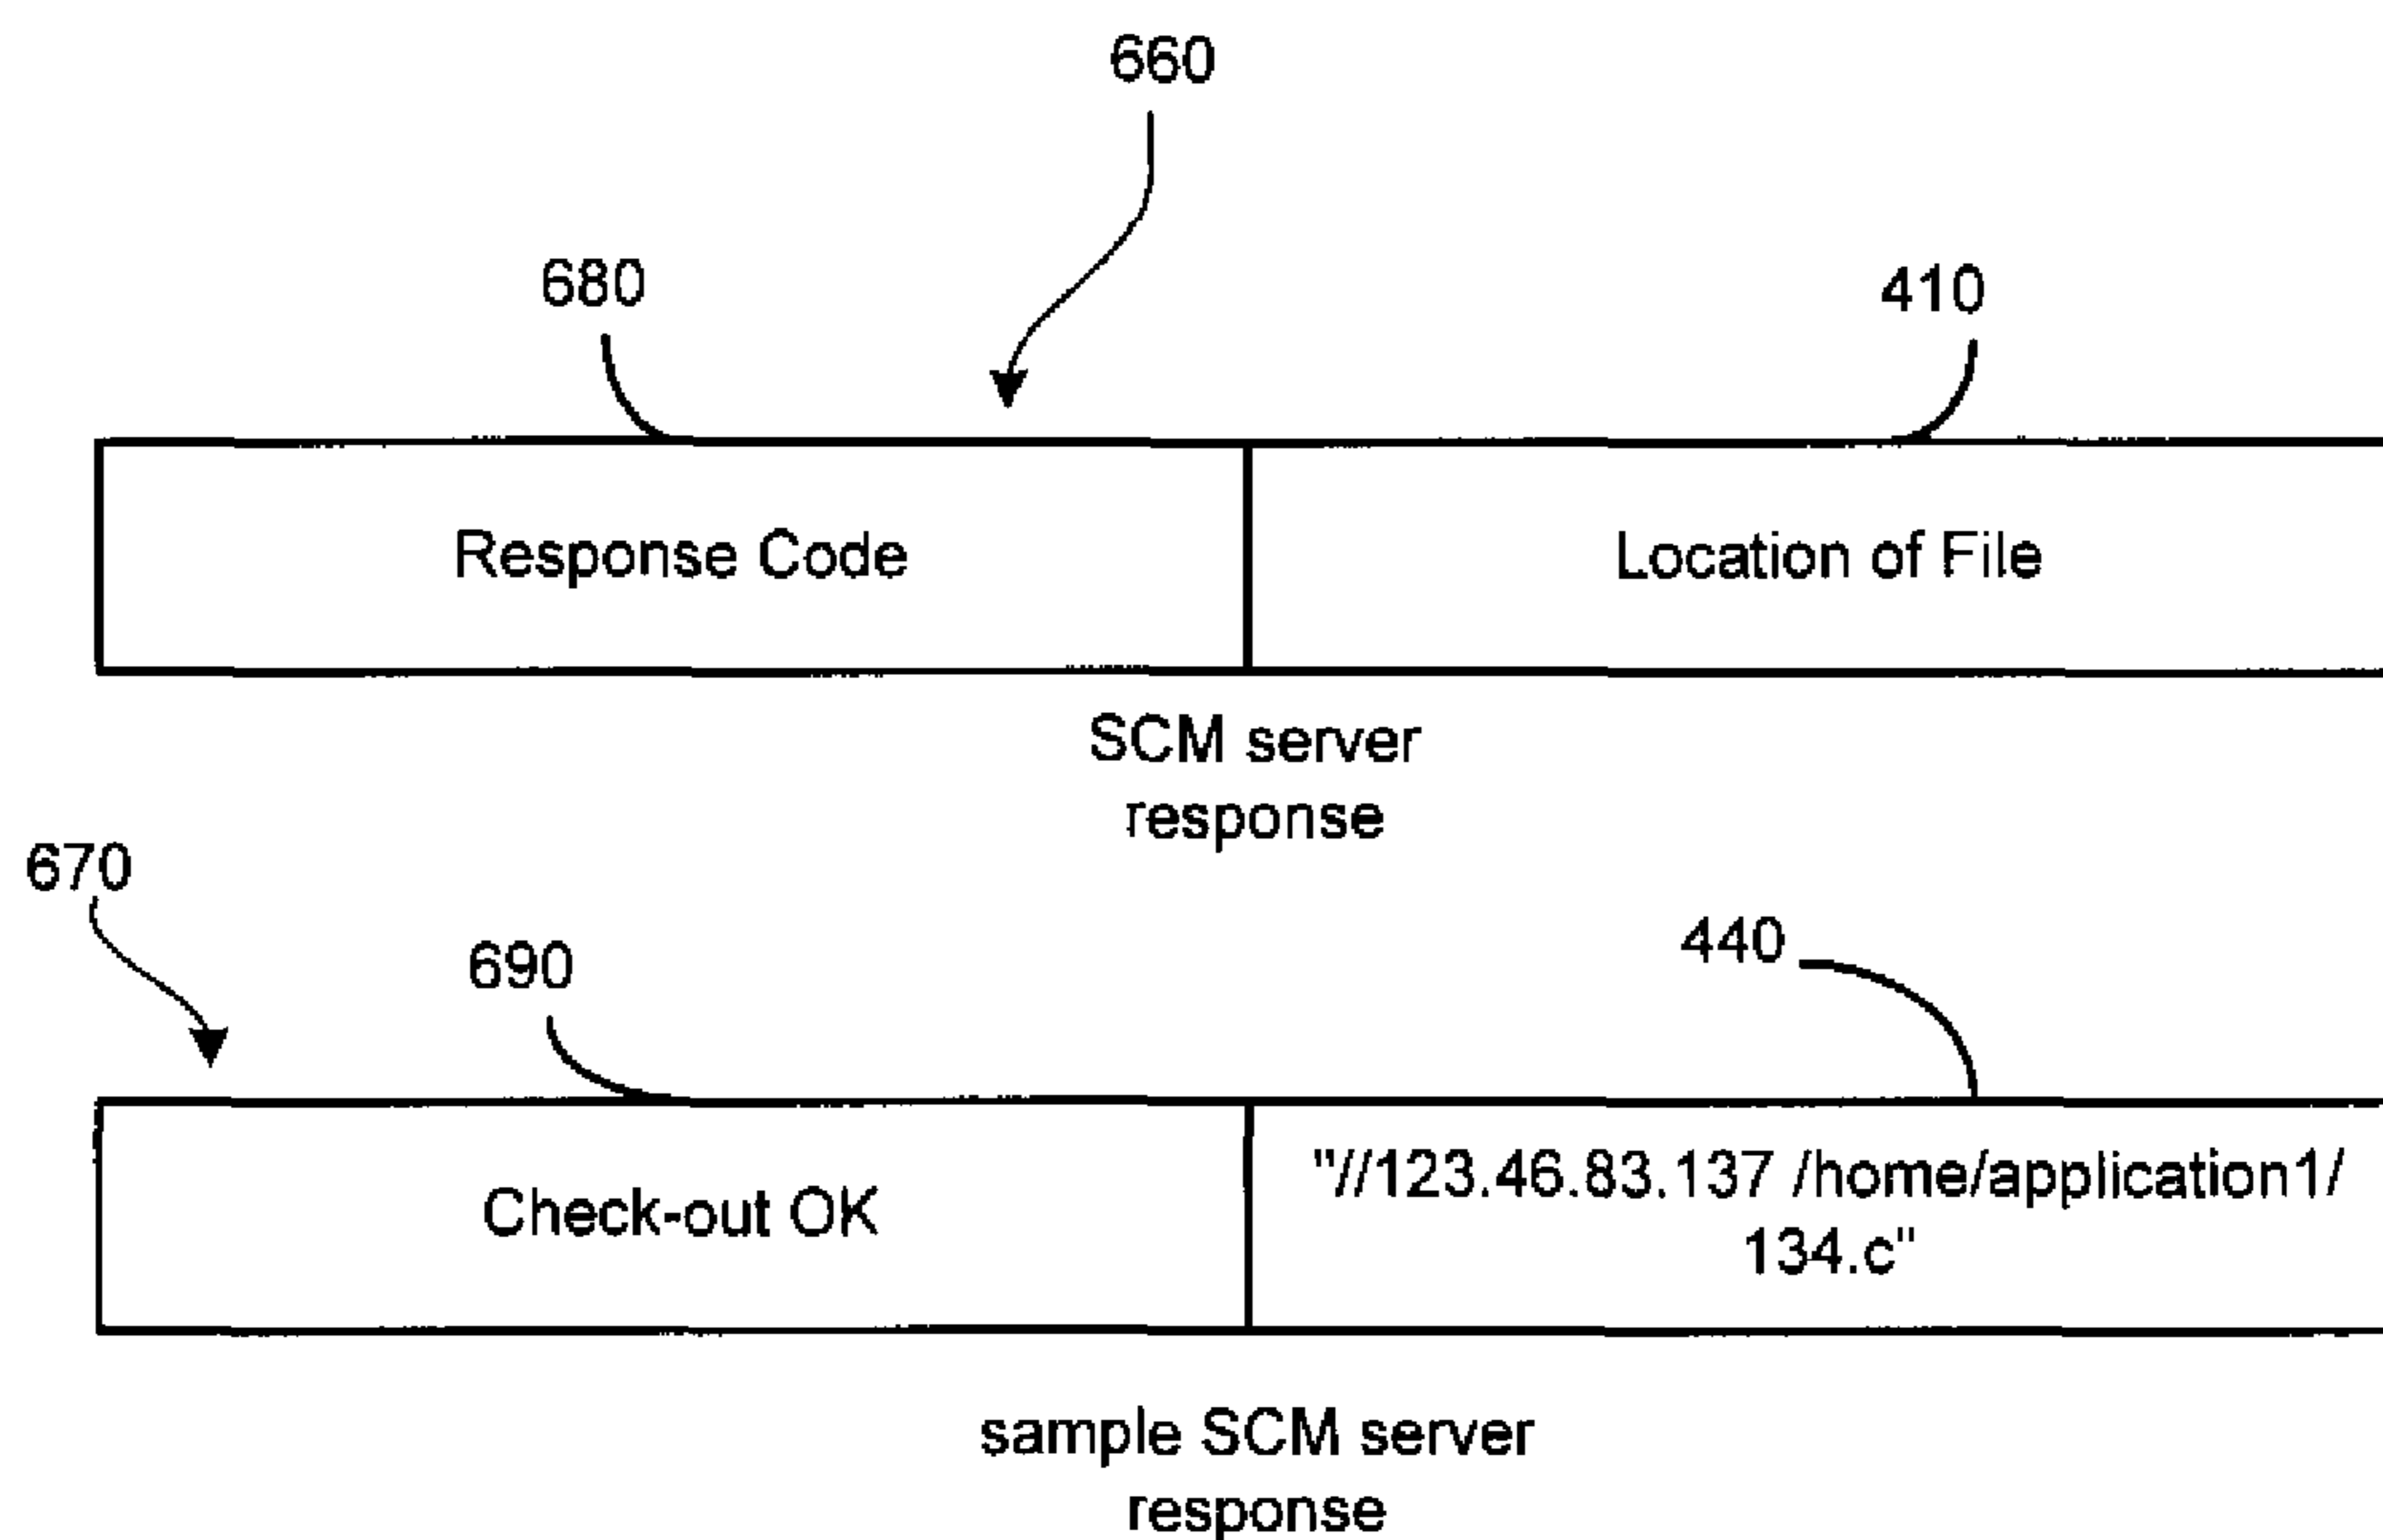 660
680
410
Response Code
Location of File
SCM server
response
670
690
440
Check-out OK
"//123.46.83.137 /home/application1/
134.c"
sample SCM server
response